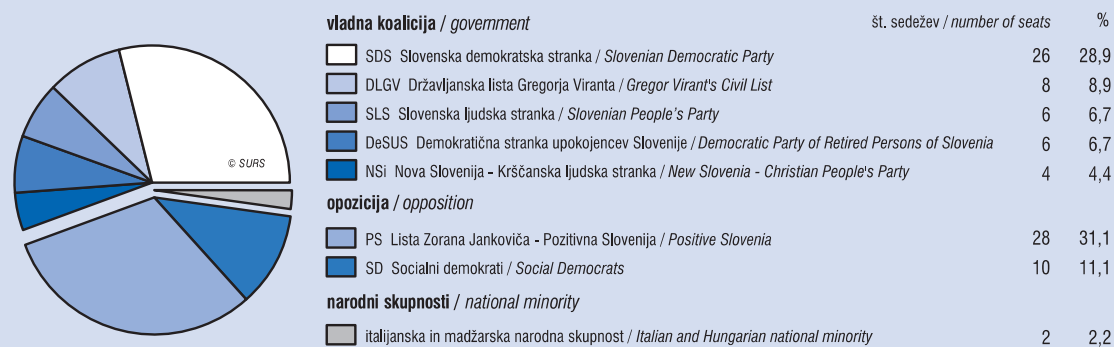 vladna koalicija / government št. sedežev / number of seats %
SDS Slovenska demokratska stranka / Slovenian Democratic Party 26 28,9
DLGV Državljanska lista Gregorja Viranta / Gregor Virant's Civil List 8 8,9
SLS Slovenska ljudska stranka / Slovenian People's Party 6 6,7
DeSUS Demokratična stranka upokojencev Slovenije / Democratic Party of Retired Persons of Slovenia 6 6,7
© SURS
NSi Nova Slovenija - Krščanska ljudska stranka / New Slovenia - Christian People's Party 4 4,4
opozicija / opposition
PS Lista Zorana Jankoviča - Pozitivna Slovenija / Positive Slovenia 28 31,1
SD Socialni demokrati / Social Democrats 10 11,1
narodni skupnosti / national minority
italijanska in madžarska narodna skupnost / Italian and Hungarian national minority 2 2,2